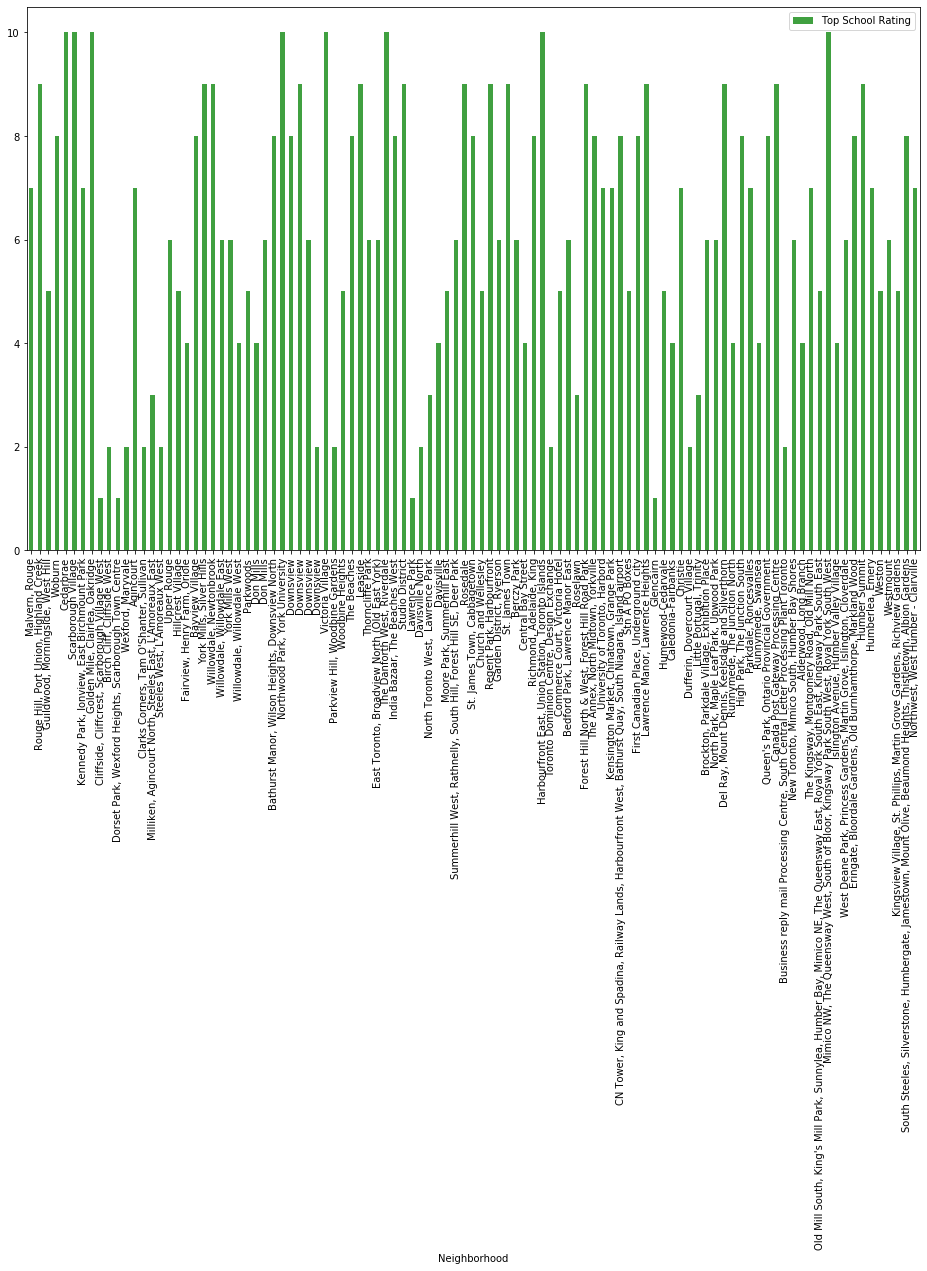 Top School Rating
10
8
6
4
2
0
Malvern, Rouge
Rouge Hill, Port Union, Highland Creek
Guildwood, Morningside, West Hill
Woburn
Cedarbrae
Scarborough Village
Kennedy Park, Ionview, East Birchmount Park
Golden Mile, Clairlea, Oakridge
Cliffside, Cliffcrest, Scarborough Village West
Birch Cliff, Cliffside West
Dorset Park, Wexford Heights, Scarborough Town Centre
Wexford, Maryvale
Agincourt
Clarks Corners, Tam O'Shanter, Sullivan
Milliken, Agincourt North, Steeles East, L'Amoreaux East
Steeles West, L'Amoreaux West
Upper Rouge
Hillcrest Village
Fairview, Henry Farm, Oriole
Bayview Village
York Mills, Silver Hills
Willowdale, Newtonbrook
Willowdale, Willowdale East
York Mills West
Willowdale, Willowdale West
Parkwoods
Don Mills
Don Mills
Bathurst Manor, Wilson Heights, Downsview North
Northwood Park, York University
Downsview
Downsview
Downsview
Downsview
Victoria Village
Parkview Hill, Woodbine Gardens
Woodbine Heights
The Beaches
Leaside
Thorncliffe Park
East Toronto, Broadview North (Old East York)
The Danforth West, Riverdale
India Bazaar, The Beaches West
Studio District
Lawrence Park
Davisville North
North Toronto West, Lawrence Park
Davisville
Moore Park, Summerhill East
Summerhill West, Rathnelly, South Hill, Forest Hill SE, Deer Park
Rosedale
St. James Town, Cabbagetown
Church and Wellesley
Regent Park, Harbourfront
Garden District, Ryerson
St. James Town
Berczy Park
Central Bay Street
Richmond, Adelaide, King
Harbourfront East, Union Station, Toronto Islands
Toronto Dominion Centre, Design Exchange
Commerce Court, Victoria Hotel
Bedford Park, Lawrence Manor East
Roselawn
Forest Hill North & West, Forest Hill Road Park
The Annex, North Midtown, Yorkville
University of Toronto, Harbord
Kensington Market, Chinatown, Grange Park
CN Tower, King and Spadina, Railway Lands, Harbourfront West, Bathurst Quay, South Niagara, Island airport
Stn A PO Boxes
First Canadian Place, Underground city
Lawrence Manor, Lawrence Heights
Glencairn
Humewood-Cedarvale
Caledonia-Fairbanks
Christie
Dufferin, Dovercourt Village
Little Portugal, Trinity
Brockton, Parkdale Village, Exhibition Place
North Park, Maple Leaf Park, Upwood Park
Del Ray, Mount Dennis, Keelsdale and Silverthorn
Runnymede, The Junction North
High Park, The Junction South
Parkdale, Roncesvalles
Runnymede, Swansea
Queen's Park, Ontario Provincial Government
Canada Post Gateway Processing Centre
Business reply mail Processing Centre, South Central Letter Processing Plant Toronto
New Toronto, Mimico South, Humber Bay Shores
Alderwood, Long Branch
The Kingsway, Montgomery Road, Old Mill North
Old Mill South, King's Mill Park, Sunnylea, Humber Bay, Mimico NE, The Queensway East, Royal York South East, Kingsway Park South East
Mimico NW, The Queensway West, South of Bloor, Kingsway Park South West, Royal York South West
Islington Avenue, Humber Valley Village
West Deane Park, Princess Gardens, Martin Grove, Islington, Cloverdale
Eringate, Bloordale Gardens, Old Burnhamthorpe, Markland Wood
Humber Summit
Humberlea, Emery
Weston
Westmount
Kingsview Village, St. Phillips, Martin Grove Gardens, Richview Gardens
South Steeles, Silverstone, Humbergate, Jamestown, Mount Olive, Beaumond Heights, Thistletown, Albion Gardens
Northwest, West Humber - Clairville
Neighborhood